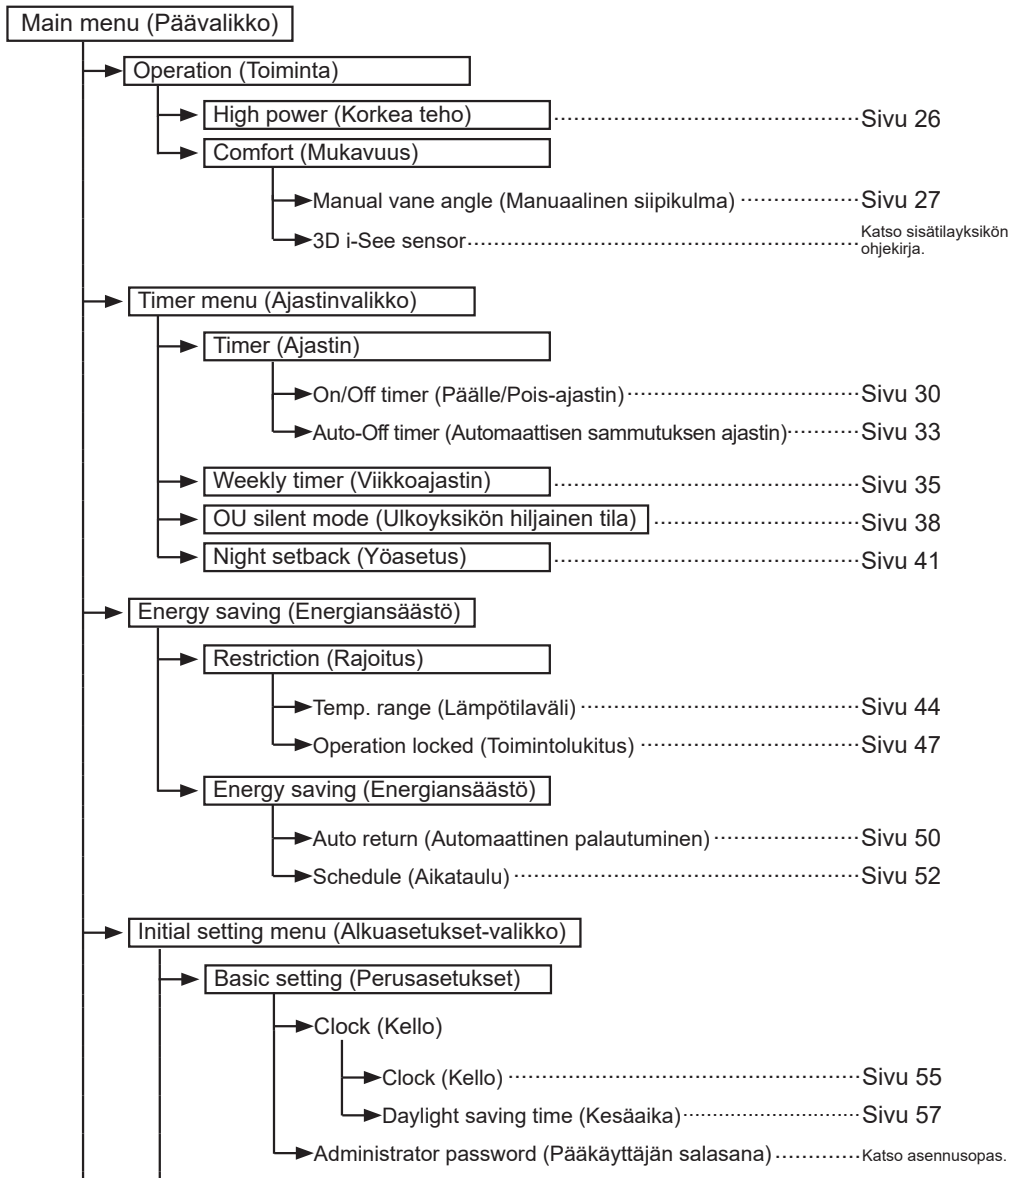 Main menu (Päävalikko)
Operation (Toiminta)
High power (Korkea teho) Sivu 26
Comfort (Mukavuus)
Manual vane angle (Manuaalinen siipikulma) Sivu 27
3D i-See sensor Katso sisätilayksikön
ohjekirja.
Timer menu (Ajastinvalikko)
Timer (Ajastin)
On/Off timer (Päälle/Pois-ajastin) Sivu 30
Auto-Off timer (Automaattisen sammutuksen ajastin) Sivu 33
Weekly timer (Viikkoajastin) Sivu 35
OU silent mode (Ulkoyksikön hiljainen tila) Sivu 38
Night setback (Yöasetus) Sivu 41
Energy saving (Energiansäästö)
Restriction (Rajoitus)
Temp. range (Lämpötilaväli) Sivu 44
Operation locked (Toimintolukitus) Sivu 47
Energy saving (Energiansäästö)
Auto return (Automaattinen palautuminen) Sivu 50
Schedule (Aikataulu) Sivu 52
Initial setting menu (Alkuasetukset-valikko)
Basic setting (Perusasetukset)
Clock (Kello)
Clock (Kello) Sivu 55
Daylight saving time (Kesäaika) Sivu 57
Administrator password (Pääkäyttäjän salasana) Katso asennusopas.